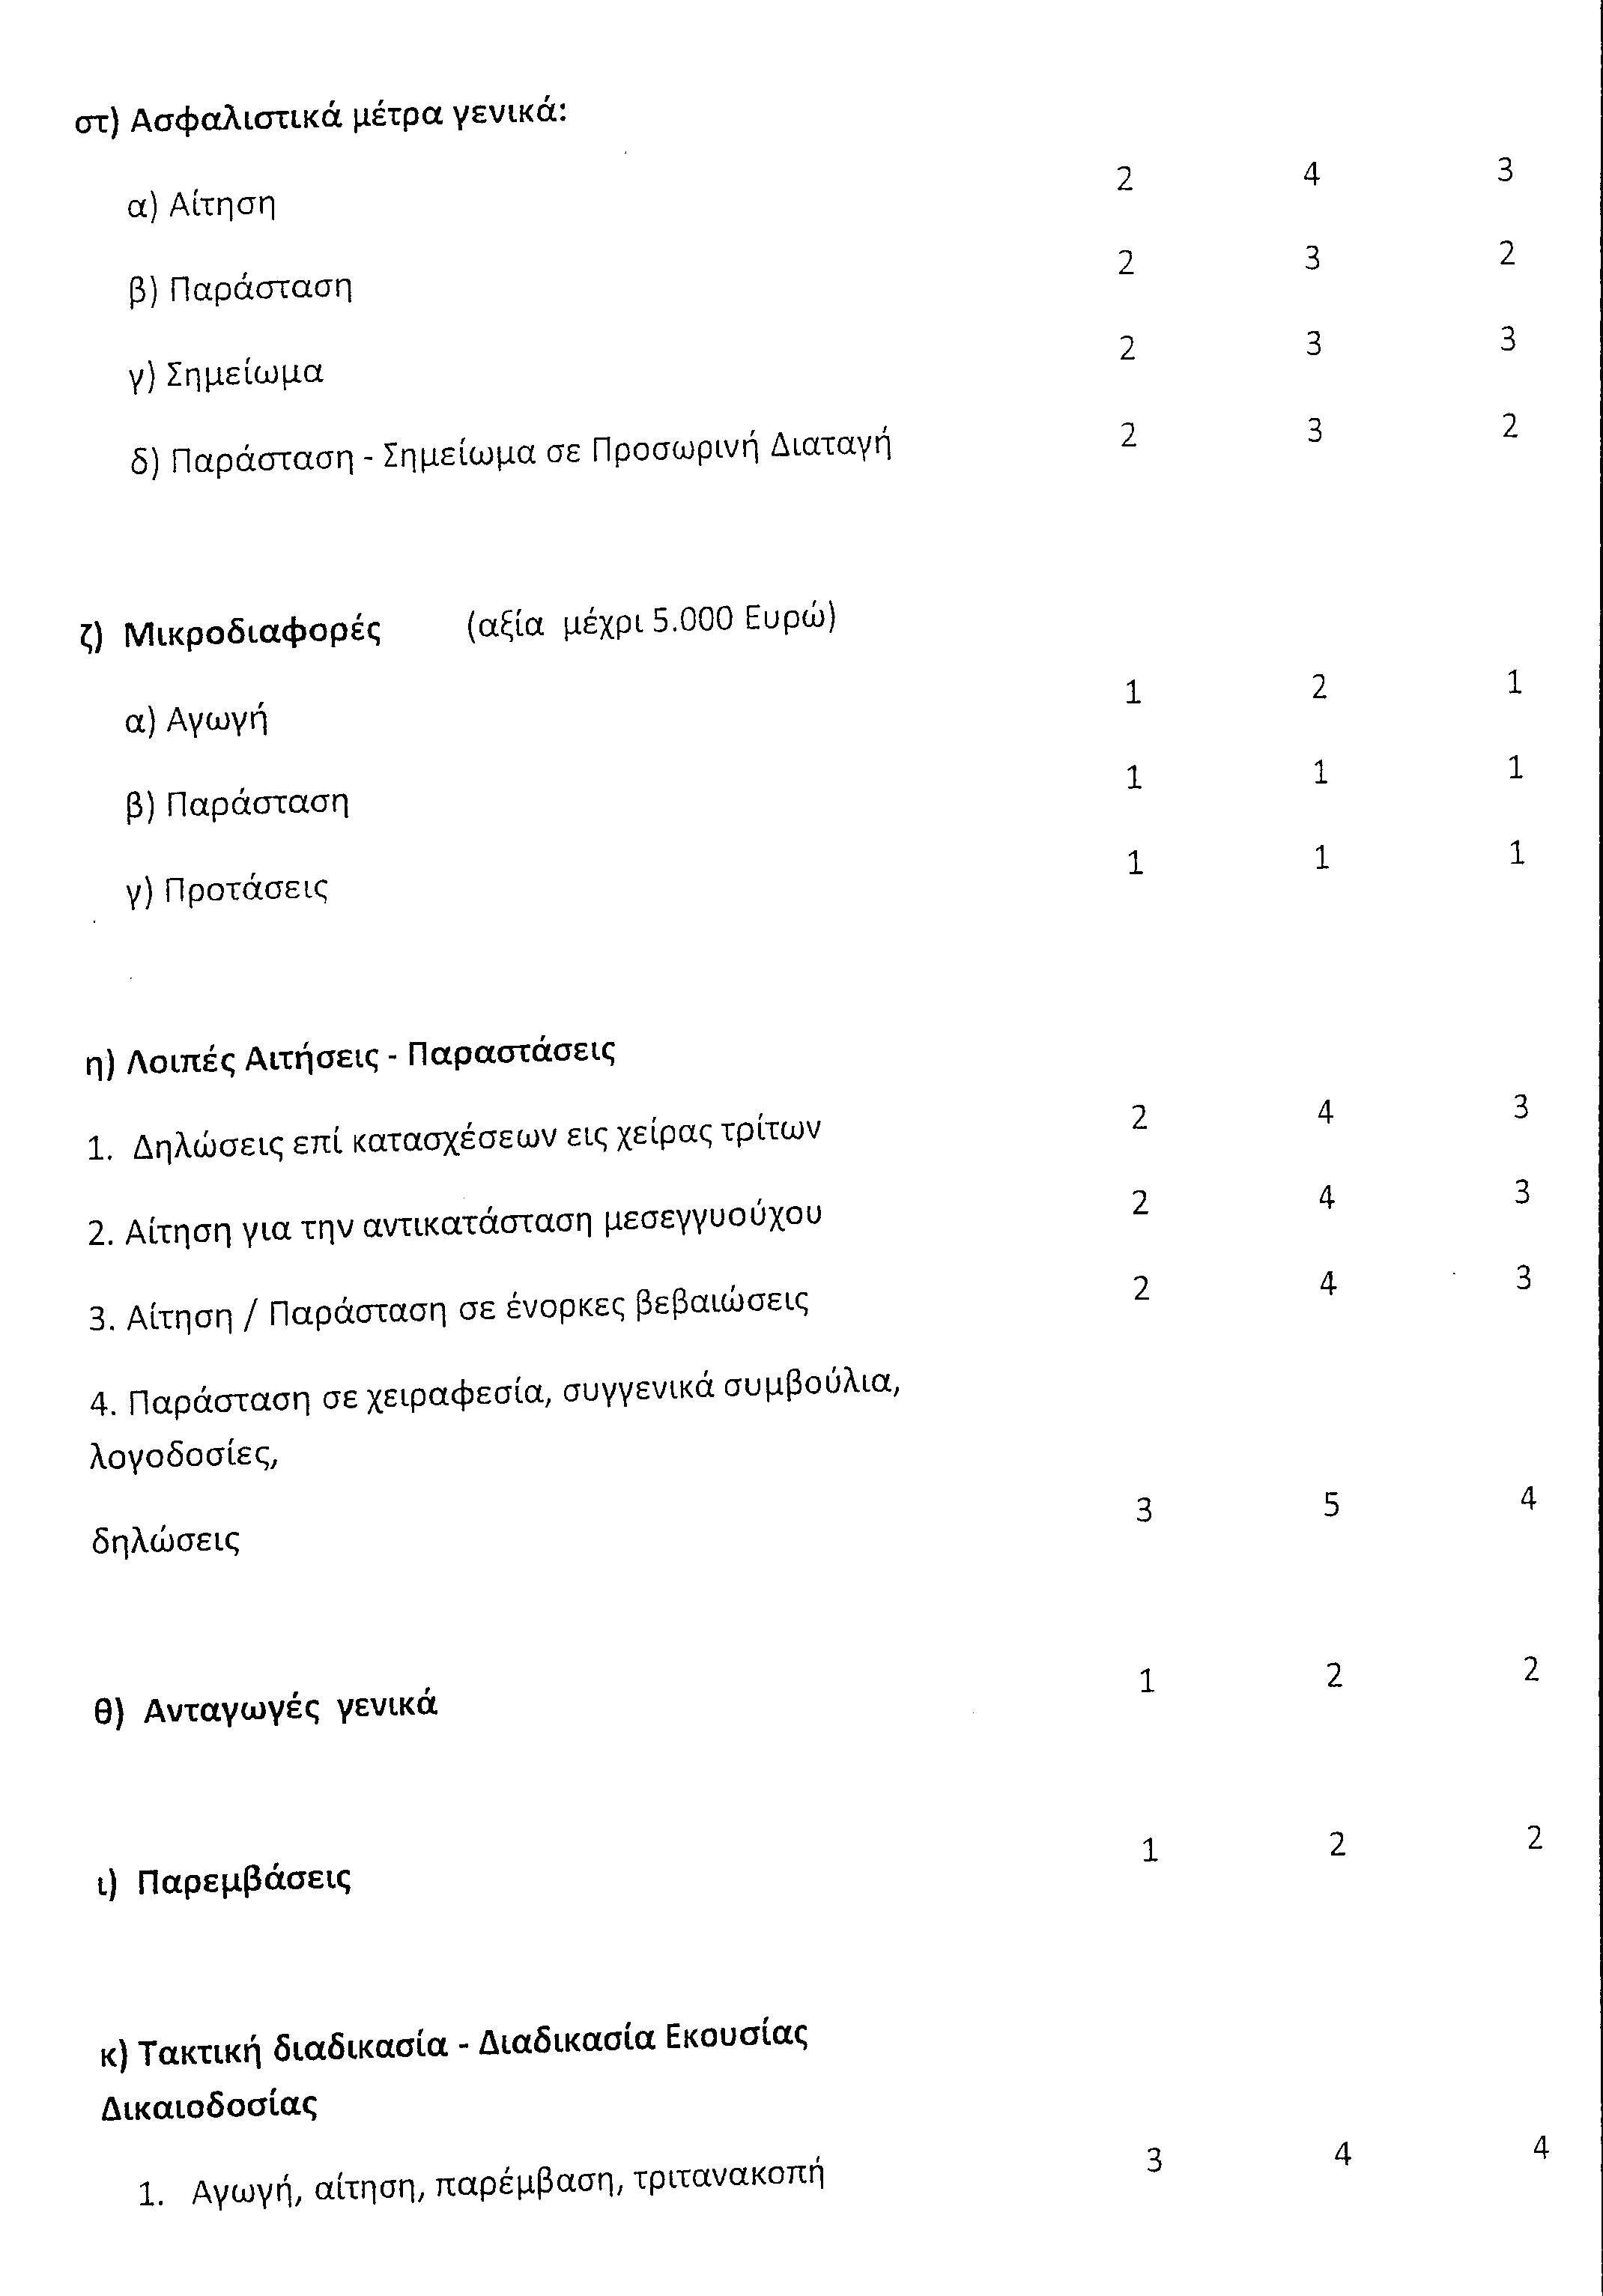 στ) Ασφαλιστικά μέτρα γενικά:
α) Αίτηση 2 4 3
β) Παράσταση 2 3 2
γ) Σημείωμα 2 3 3
δ) Παράσταση - Σημείωμα σε Προσωρινή Διαταγή 2 3 2
ζ) Μικροδιαφορές (αξία μέχρι 5.000 Ευρώ)
α) Αγωγή 1 2 1
β) Παράσταση 1 1 1
γ) Προτάσεις 1 1 1
η) Λοιπές Αιτήσεις - Παραστάσεις
1. Δηλώσεις επί κατασχέσεων εις χείρας τρίτων 2 4 3
2. Αίτηση για την αντικατάσταση μεσεγγυούχου 2 4 3
3. Αίτηση / Παράσταση σε ένορκες βεβαιώσεις 2 4 3
4. Παράσταση σε χειραφεσία, συγγενικά συμβούλια,
λογοδοσίες,
δηλώσεις 3 5 4
θ) Ανταγωγές γενικά 1 2 2
ι) Παρεμβάσεις 1 2 2
κ) Τακτική διαδικασία - Διαδικασία Εκουσίας
Δικαιοδοσίας
1. Αγωγή, αίτηση, παρέμβαση, τριτανακοπή 3 4 4